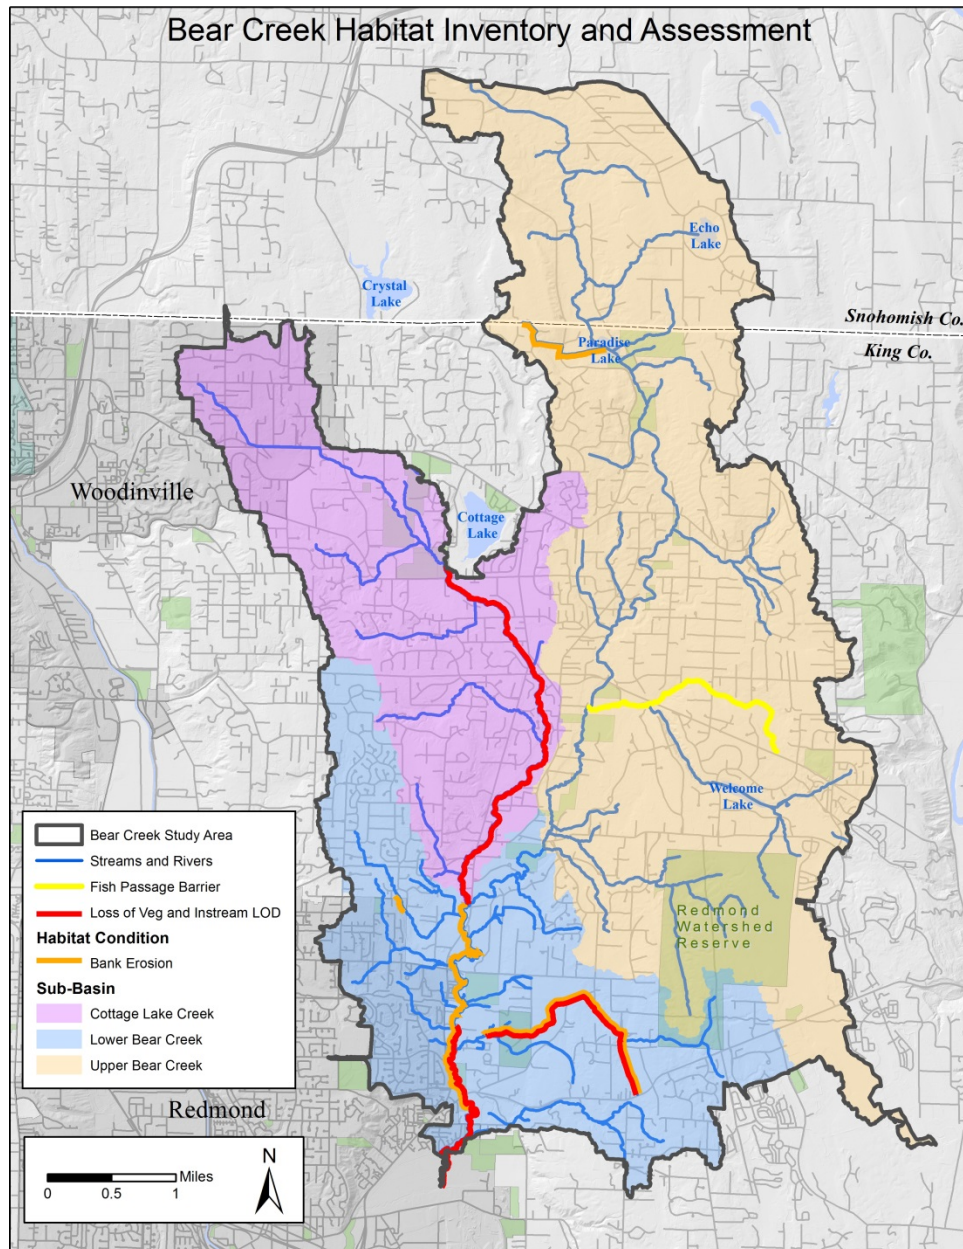 Bear Creek Habitat Inventory and Assessment
Echo
Lake
Crystal
Lake
Snohomish Co.
King Co.
Paradise
Lake
Woodinville
Cottage
Lake
Welcome
Lake
Redmond
Watershed
Reserve
Bear Creek Study Area
Streams and Rivers
Fish Passage Barrier
Loss of Veg and Instream LOD
Habitat Condition
Bank Erosion
Sub-Basin
Cottage Lake Creek
Lower Bear Creek
Upper Bear Creek
Redmond
N
Miles
0 0.5 1